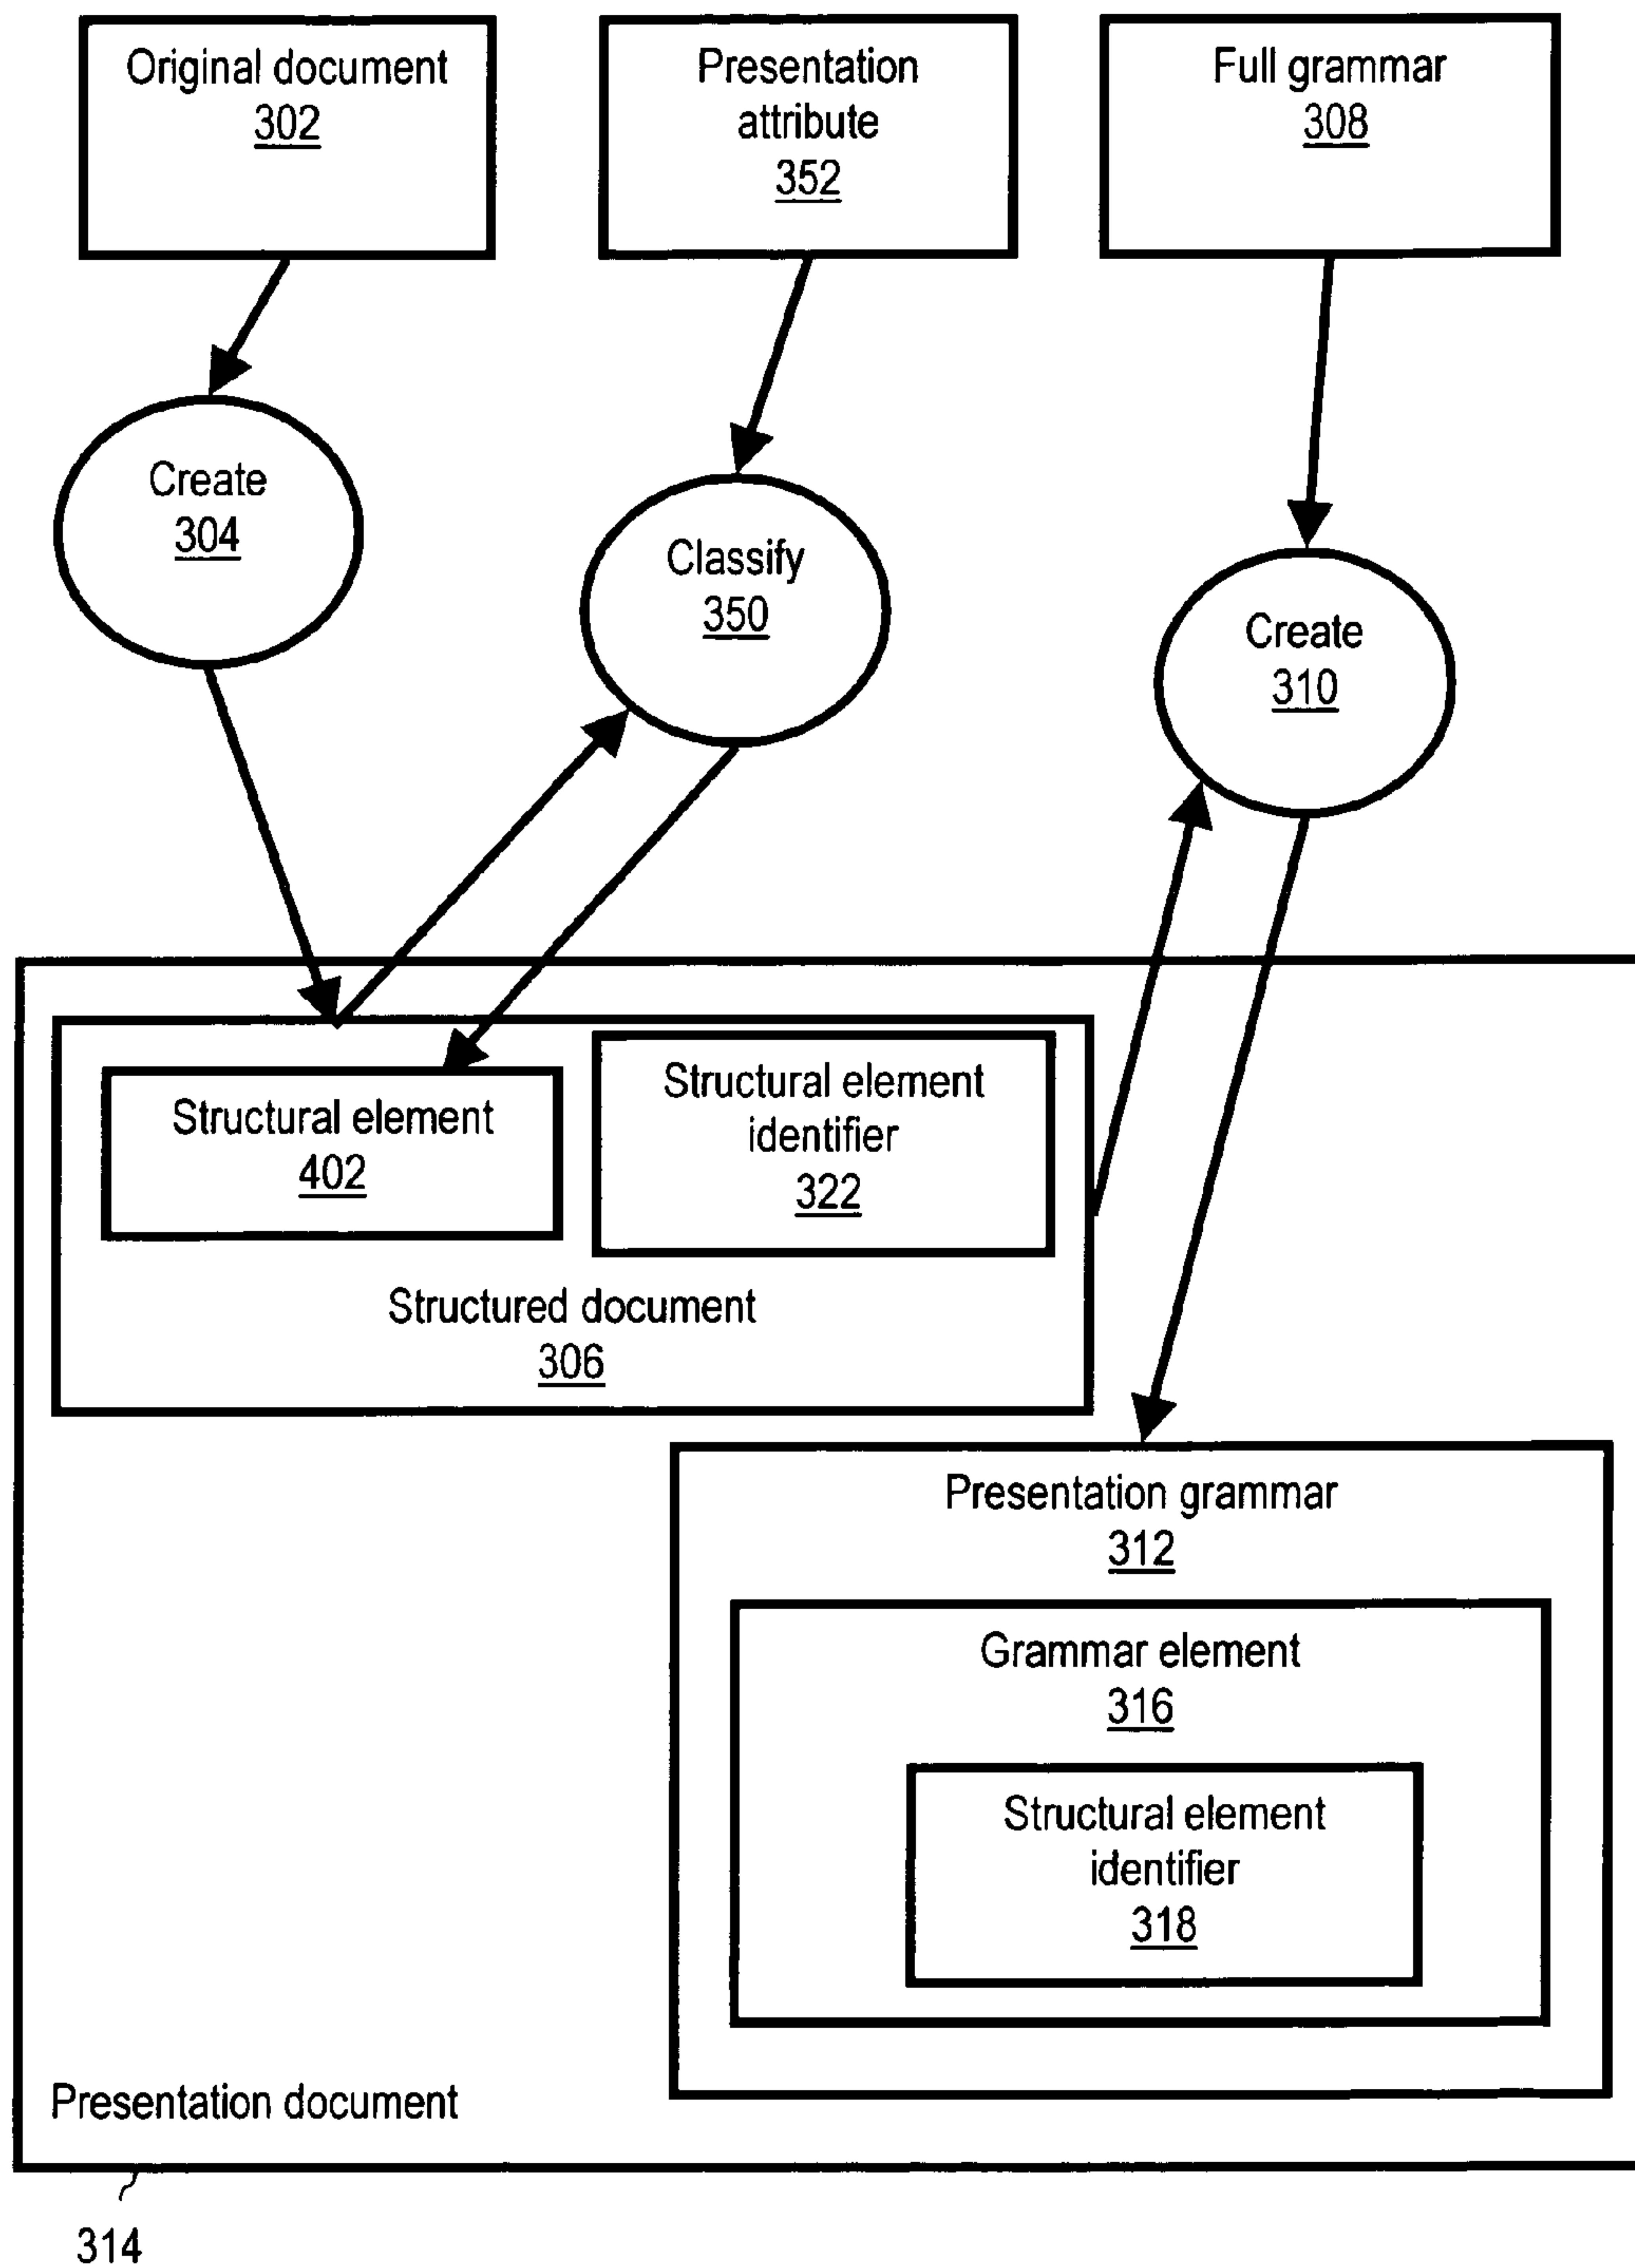 Original document
302
Presentation
attribute
352
Full grammar
308
Create
304
Classify
350
Create
310
Structural element
402
Structural element
identifier
322
Structured document
306
Presentation grammar
312
Grammar element
316
Structural element
identifier
318
Presentation document
314